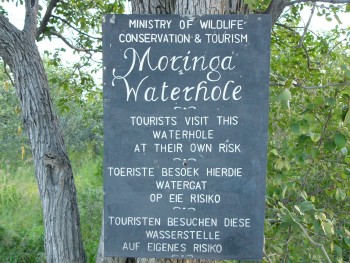 MINISTRY OF WILDLIFE
CONSERVATION & TOURISM
Moringa
Waterhole
TOURISTS VISIT THIS
WATERHOLE
AT THEIR OWN RISK
TOERISTE BESOEK HIERDIE
WATERGAT
OP EIE RISIKO
TOURISTEN BESUCHEN DIESE
WASSERSTELLE
AUF EIGENES RISIKO